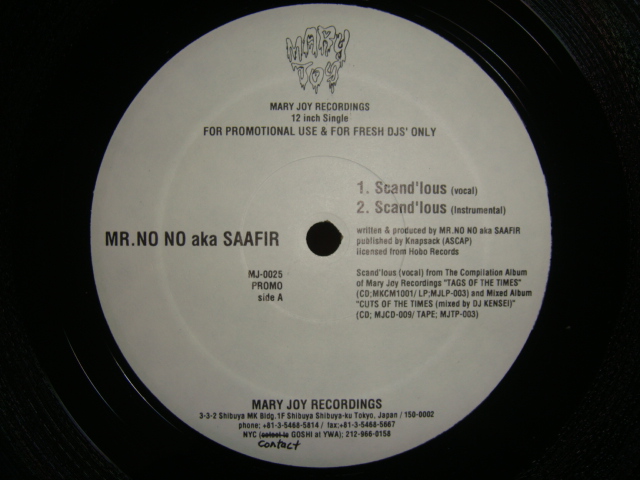 MARY
JOY
MARY JOY RECORDINGS
12 inch Single
FOR PROMOTIONAL USE & FOR FRESH DJS' ONLY
1. Scand'lous (vocal)
2. Scand'lous (Instrumental)
written & produced by MR.NO NO aka SAAFIR
published by Knapsack (ASCAP)
licensed from Hobo Records
MR.NO NO aka SAAFIR
MJ-0025
PROMO
side A
Scand'lous (vocal) from The Compilation Album
of Mary Joy Recordings "TAGS OF THE TIMES"
(CD;MKCM1001/ LP;MJLP-003) and Mixed Album
"CUTS OF THE TIMES (mixed by DJ KENSEI)"
(CD; MJCD-009/ TAPE; MJTP-003)
MARY JOY RECORDINGS
3-3-2 Shibuya MK Bldg.1F Shibuya Shibuya-ku Tokyo, Japan / 150-0002
phone; +81-3-5468-5814 / fax;+81-3-5468-5667
NYC ( GOSHI at YWA); 212-966-0158
contact